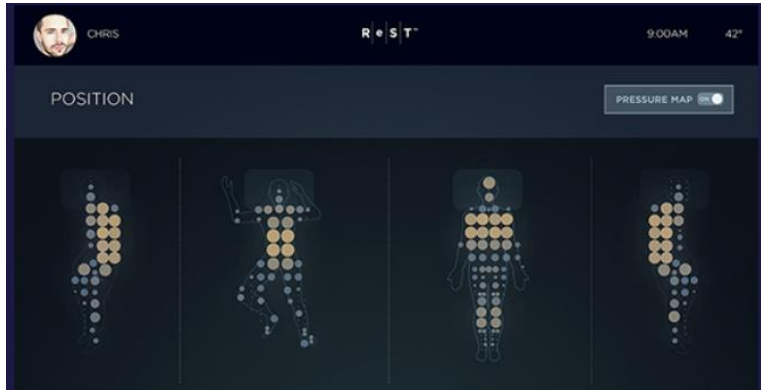 CHRIS
ReST™
9:00AM 42°
POSITION
PRESSURE MAP ON